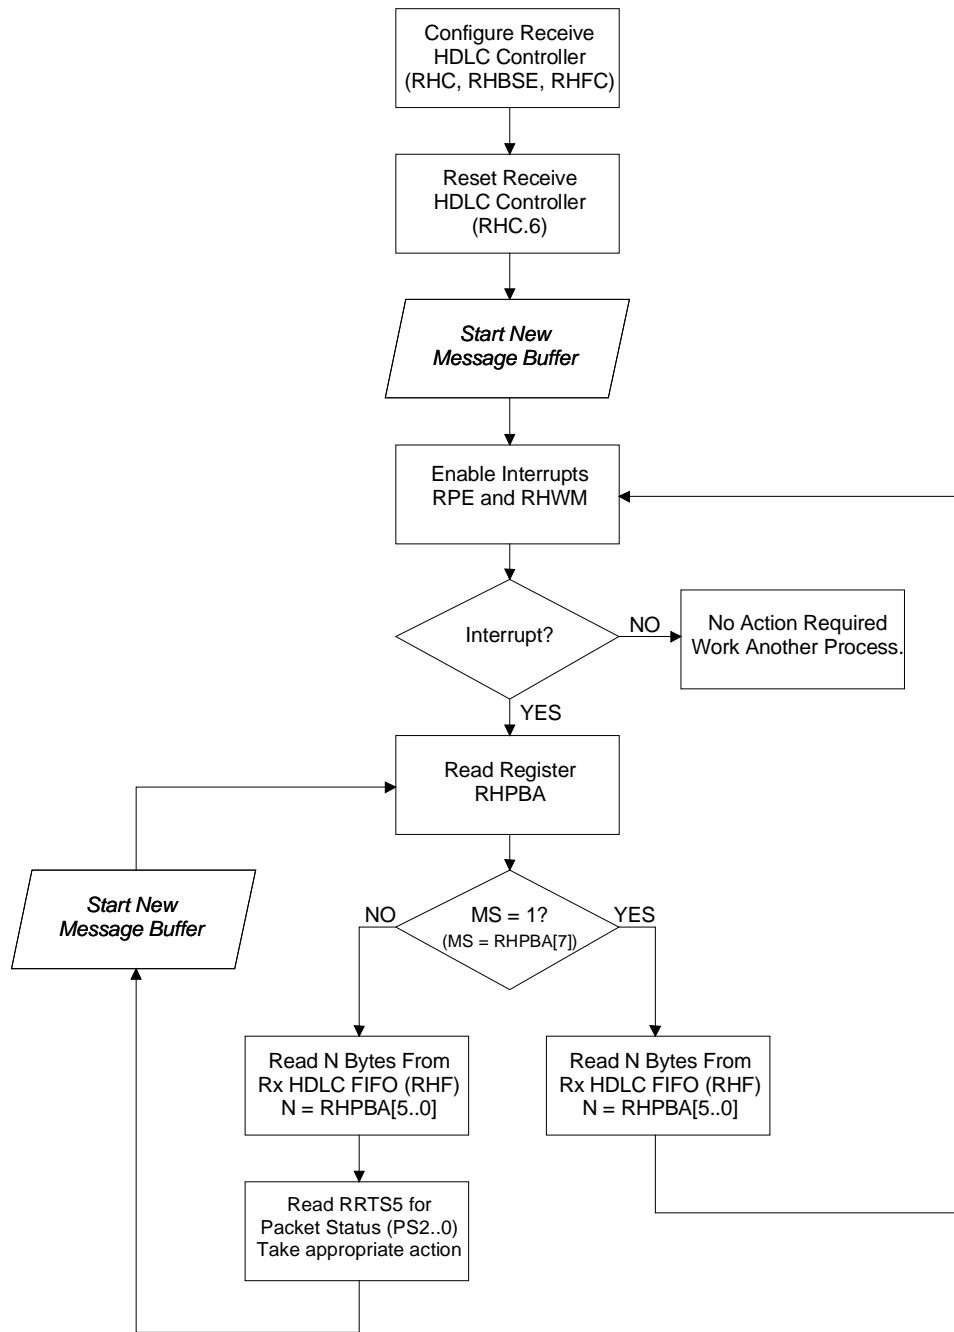 Configure Receive
HDLC Controller
(RHC, RHBSE, RHFC)
Reset Receive
HDLC Controller
(RHC.6)
Start New
Message Buffer
Enable Interrupts
RPE and RHWM
Interrupt?
NO
No Action Required
Work Another Process.
YES
Read Register
RHPBA
Start New
Message Buffer
NO
MS = 1?
(MS = RHPBA[7])
YES
Read N Bytes From
Rx HDLC FIFO (RHF)
N = RHPBA[5..0]
Read N Bytes From
Rx HDLC FIFO (RHF)
N = RHPBA[5..0]
Read RRTS5 for
Packet Status (PS2..0)
Take appropriate action